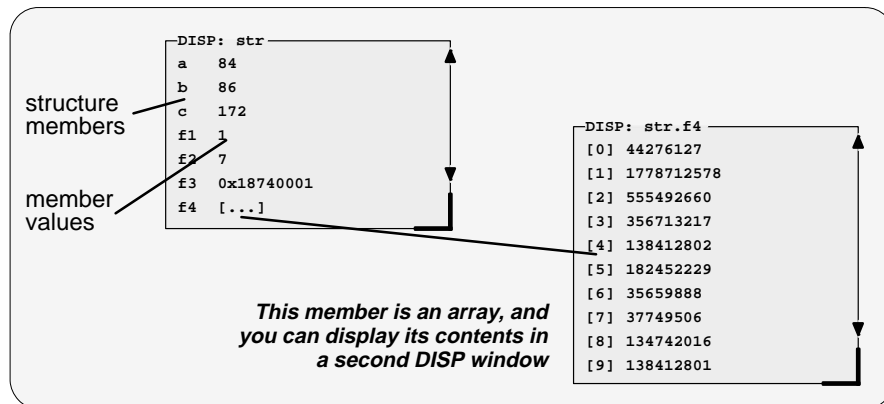 DISP: str
a 84
b 86
c 172
f1 1
f2 7
f3 0x18740001
f4 [...]
structure
members
member
values
DISP: str.f4
[0] 44276127
[1] 1778712578
[2] 555492660
[3] 356713217
[4] 138412802
[5] 182452229
[6] 35659888
[7] 37749506
[8] 134742016
[9] 138412801
This member is an array, and
you can display its contents in
a second DISP window